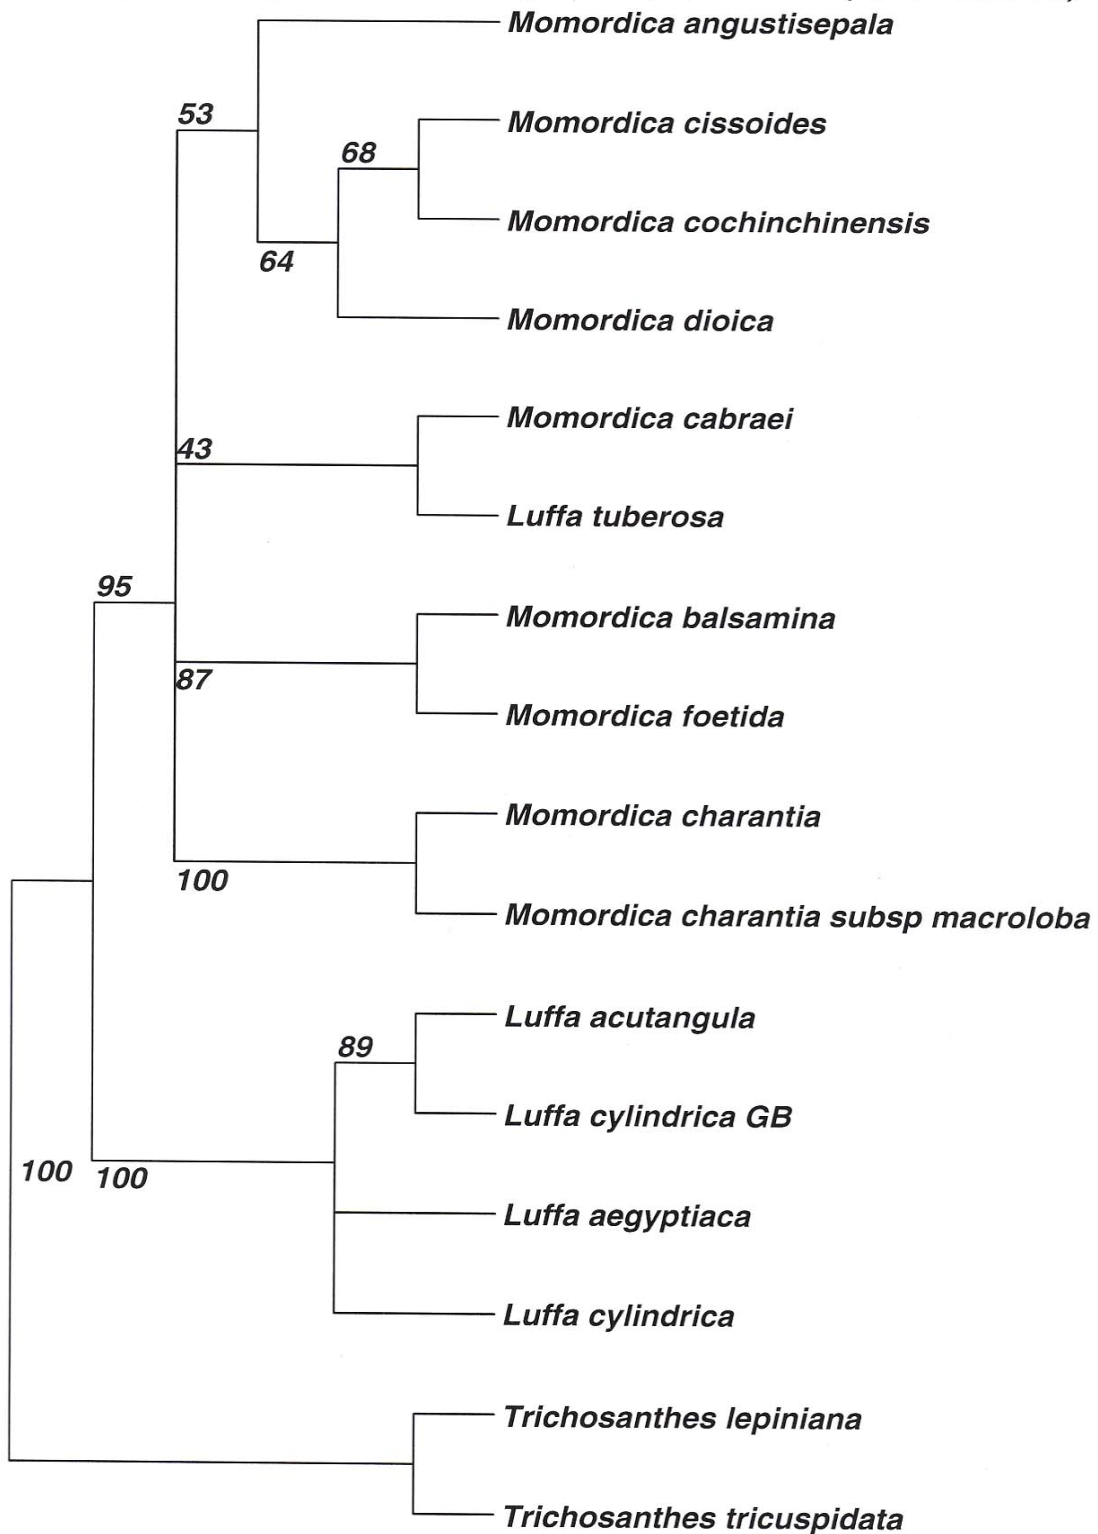 Momordica angustisepala
53
Momordica cissoides
68
Momordica cochinchinensis
64
Momordica dioica
Momordica cabraei
43
Luffa tuberosa
95
Momordica balsamina
87
Momordica foetida
Momordica charantia
100
Momordica charantia subsp macroloba
Luffa acutangula
89
Luffa cylindrica GB
100 100
Luffa aegyptiaca
Luffa cylindrica
Trichosanthes lepiniana
Trichosanthes tricuspidata